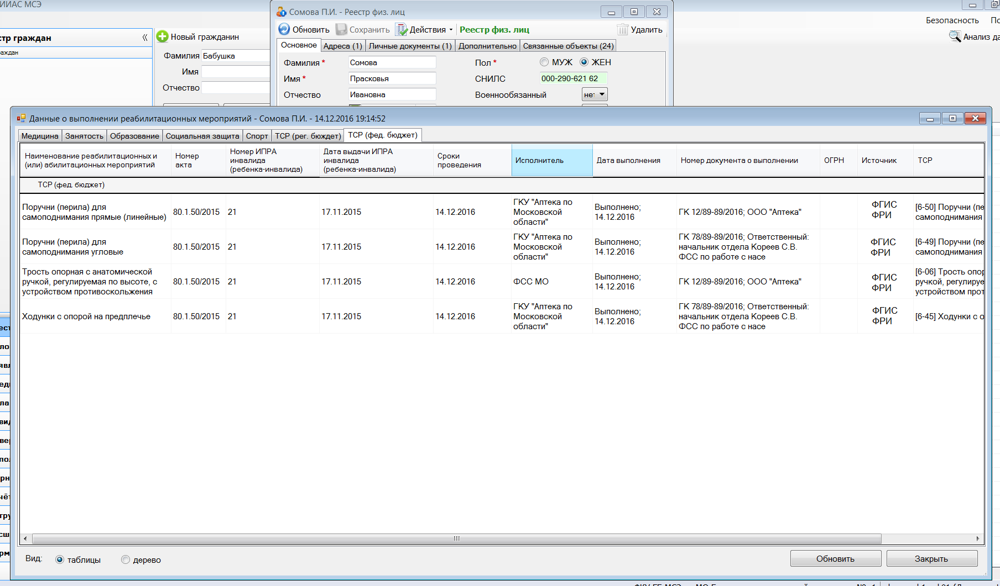 ИИАС МСЭ
Сомова П.И. - Реестр физ. лиц
Безопасность
Обновить Сохранить Действия Реестр физ. лиц Удалить
Новый гражданин
граждан
Анализ
Основное Адреса (1) Личные документы (1) Дополнительно Связанные объекты (24)
Фамилия Бабушка
Имя
Отчество
Фамилия * Сомова Пол * МУЖ ЖЕН
Имя * Прасковья СНИЛС 000-290-621 62
Отчество Ивановна Военнообязанный
Данные о выполнении реабилитационных мероприятий - Сомова П.И. - 14.12.2016 19:14:52
Медицина Занятость Образование Социальная защита Спорт ТСР (рег. бюждет) ТСР (фед. бюджет)
Наименование реабилитационных и
(или) абилитационных мероприятий
Номер
акта
Номер ИПРА
инвалида
(ребенка-инвалида)
Дата выдачи ИПРА
инвалида
(ребенка-инвалида)
Сроки
проведения
Исполнитель
Дата выполнения
Номер документа о выполнении
ОГРН
Источник
ТСР
ТСР (фед. бюджет)
Поручни (перила) для
самоподнимания прямые (линейные)
80.1.50/2015
21
17.11.2015
14.12.2016
ГКУ "Аптека по
Московской
области"
Выполнено;
14.12.2016
ГК 12/89-89/2016; ООО "Аптека"
ФГИС
ФРИ
[6-50] Поручни (пе
самоподнимания
Поручни (перила) для
самоподнимания угловые
80.1.50/2015
21
17.11.2015
14.12.2016
ГКУ "Аптека по
Московской
области"
Выполнено;
14.12.2016
ГК 78/89-89/2016; Ответственный:
начальник отдела Кореев С.В.
ФСС по работе с насе
ФГИС
ФРИ
[6-49] Поручни (пе
самоподнимания
Трость опорная с анатомической
ручкой, регулируемая по высоте, с
устройством противоскольжения
80.1.50/2015
21
17.11.2015
14.12.2016
ФСС МО
Выполнено;
14.12.2016
ГК 12/89-89/2016; ООО "Аптека"
ФГИС
ФРИ
[6-06] Трость опор
ручкой, регулируе
устройством прот
Ходунки с опорой на предплечье
80.1.50/2015
21
17.11.2015
14.12.2016
ГКУ "Аптека по
Московской
области"
Выполнено;
14.12.2016
ГК 78/89-89/2016; Ответственный:
начальник отдела Кореев С.В.
ФСС по работе с насе
ФГИС
ФРИ
[6-45] Ходунки с о
Вид: таблицы дерево
Обновить Закрыть